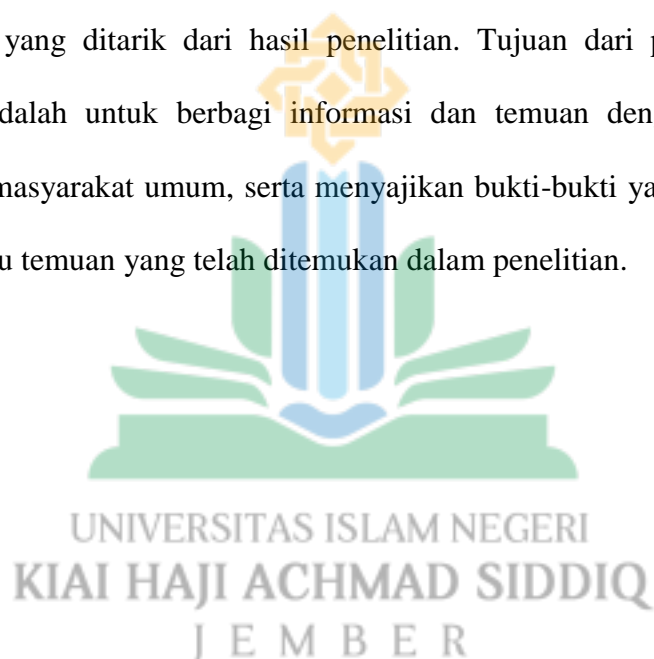 yang ditarik dari hasil penelitian. Tujuan dari
dalah untuk berbagi informasi dan temuan den
masyarakat umum, serta menyajikan bukti-bukti ya
u temuan yang telah ditemukan dalam penelitian.
UNIVERSITAS ISLAM NEGERI
KIAI HAJI ACHMAD SIDDIQ
JEMBER